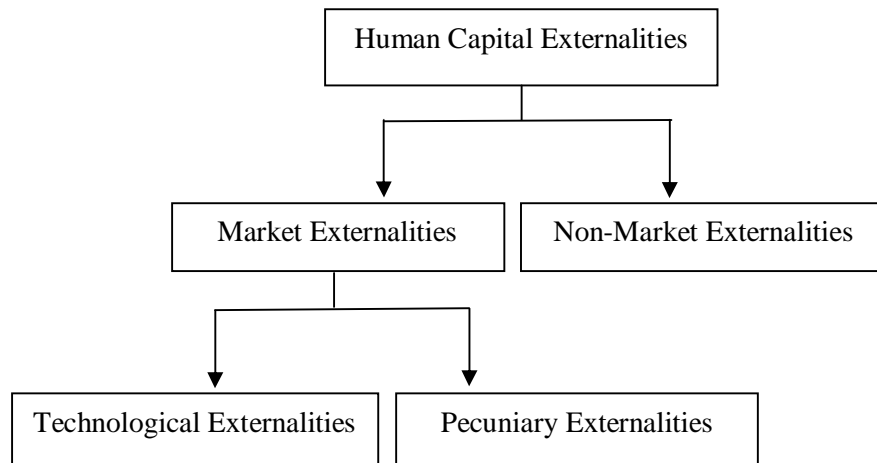 Human Capital Externalities
Market Externalities
Non-Market Externalities
Technological Externalities
Pecuniary Externalities